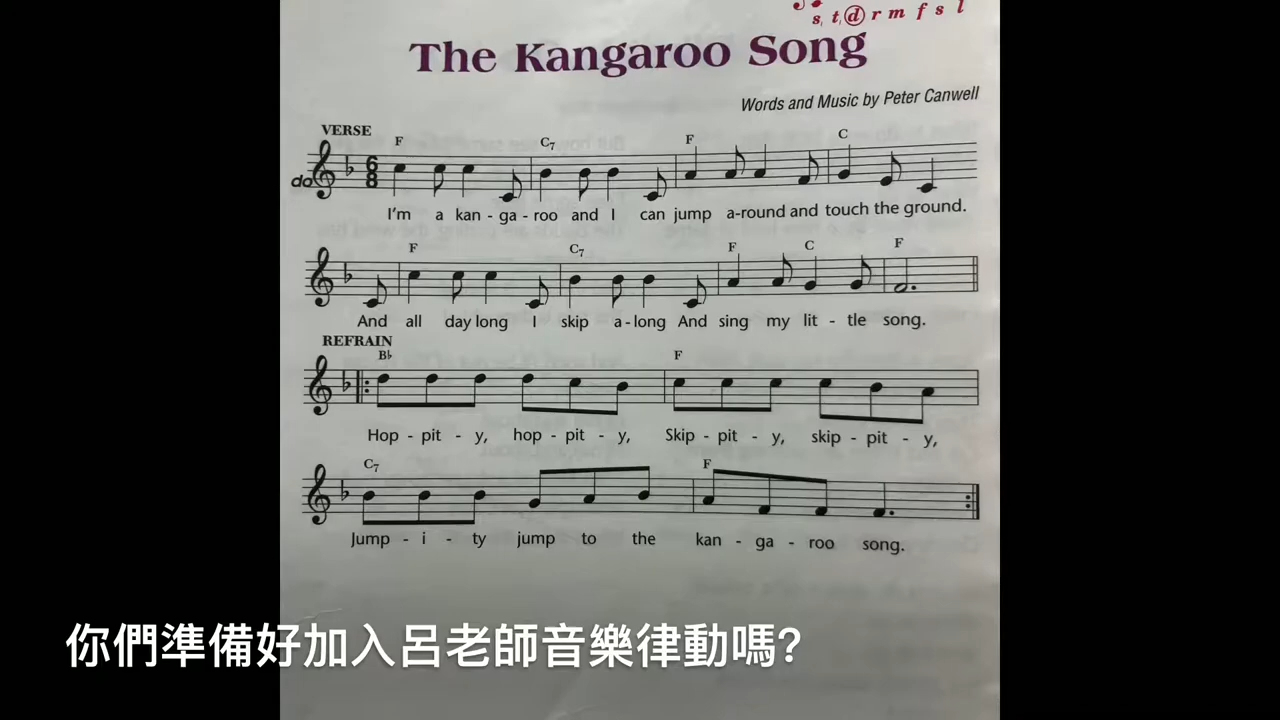 s, t, d r m f s l
The Kangaroo Song
Words and Music by Peter Canwell
VERSE
F C7 F C
do
6
8
I'm a kan - ga - roo and I can jump a-round and touch the ground.
F C7 F C F
And all day long I skip a - long And sing my lit - tle song.
REFRAIN
B♭ F
Hop - pit - y, hop - pit - y, Skip - pit - y, skip - pit - y,
C7 F
Jump - i - ty jump to the kan - ga - roo song.
你們準備好加入呂老師音樂律動嗎?